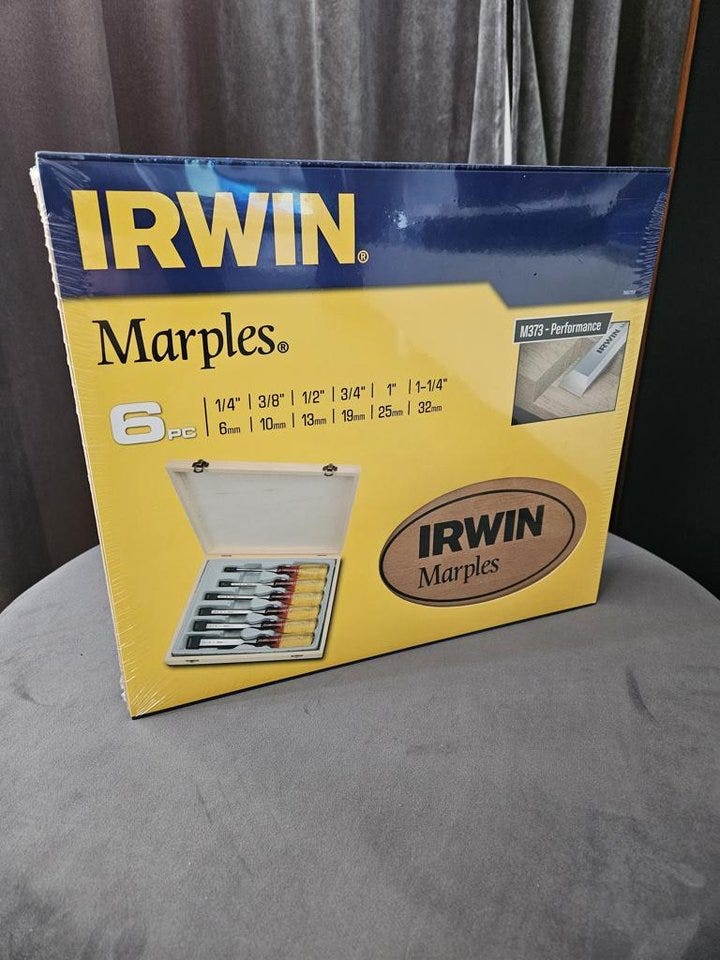 IRWIN®
Marples®
M373 - Performance
IRWIN
6PC
1/4" | 3/8" | 1/2" | 3/4" | 1" | 1-1/4"
6mm | 10mm | 13mm | 19mm | 25mm | 32mm
IRWIN
Marples